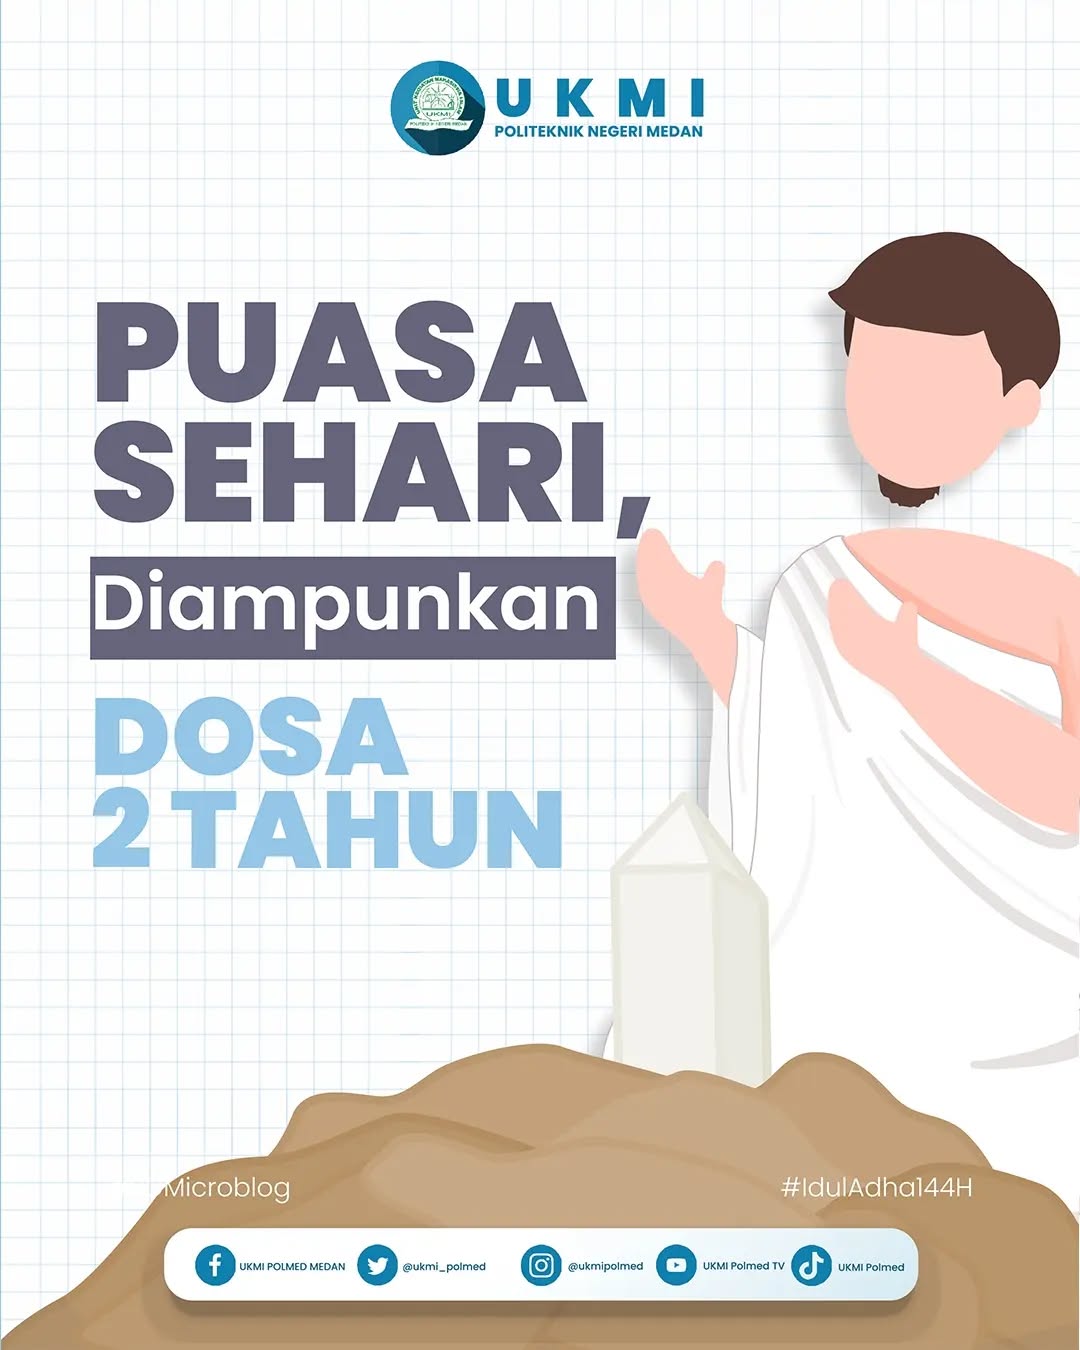 UKMI
POLITEKNIK NEGERI MEDAN
PUASA
SEHARI,
Diampunkan
DOSA
2 TAHUN
Microblog
#IdulAdha144H
UKMI POLMED MEDAN
@ukmi_polmed
@ukmipolmed
UKMI Polmed TV
UKMI Polmed